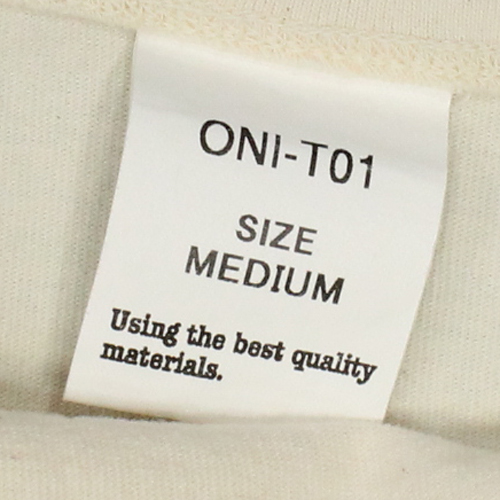 ONI-T01
SIZE
MEDIUM
Using the best quality
materials.